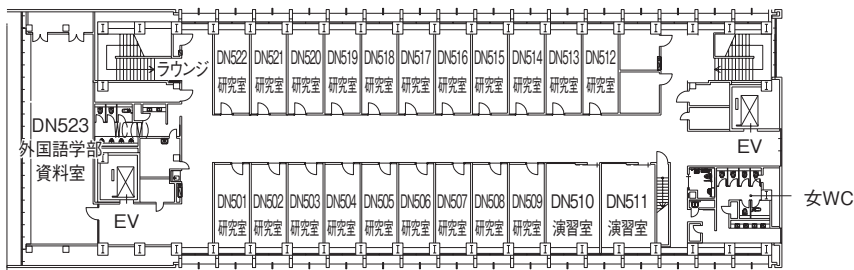 DN522 研究室
DN521 研究室
DN520 研究室
DN519 研究室
DN518 研究室
DN517 研究室
DN516 研究室
DN515 研究室
DN514 研究室
DN513 研究室
DN512 研究室
ラウンジ
DN523
外国語学部
資料室
EV
EV
DN501 研究室
DN502 研究室
DN503 研究室
DN504 研究室
DN505 研究室
DN506 研究室
DN507 研究室
DN508 研究室
DN509 研究室
DN510 演習室
DN511 演習室
女WC